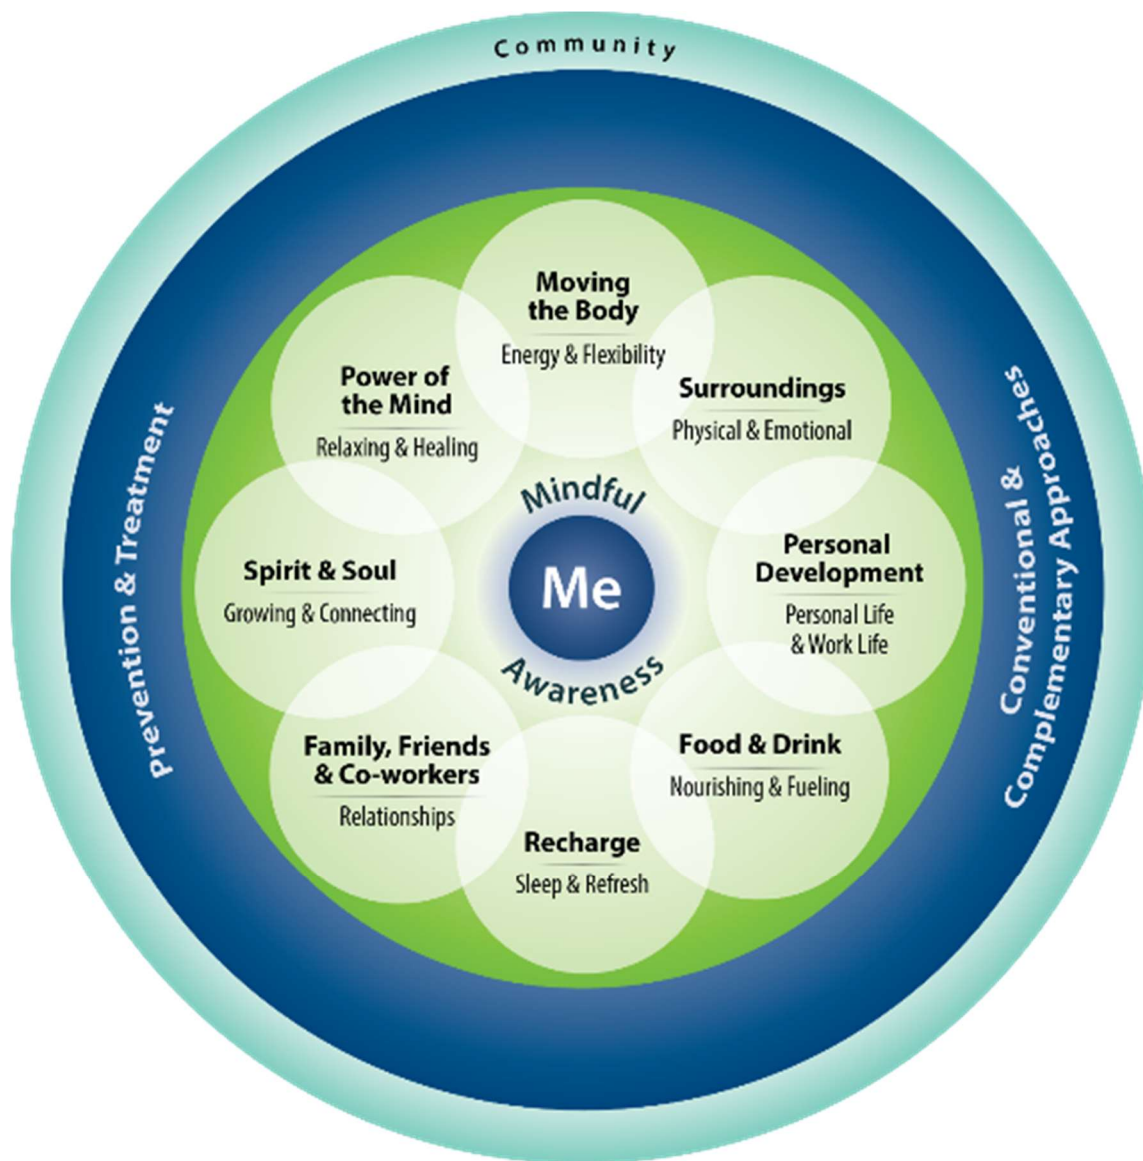 Community
Moving
the Body
Energy & Flexibility
Surroundings
Physical & Emotional
Personal
Development
Personal Life
& Work Life
Food & Drink
Nourishing & Fueling
Recharge
Sleep & Refresh
Family, Friends
& Co-workers
Relationships
Spirit & Soul
Growing & Connecting
Power of
the Mind
Relaxing & Healing
Mindful
Me
Awareness
Prevention & Treatment
Conventional &
Complementary Approaches